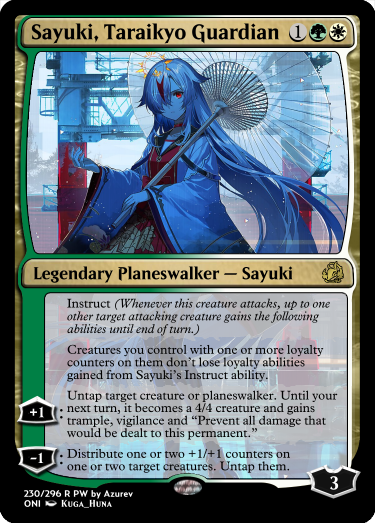 Sayuki, Taraikyo Guardian 1
Legendary Planeswalker — Sayuki
Instruct (Whenever this creature attacks, up to one
other target attacking creature gains the following
abilities until end of turn.)
Creatures you control with one or more loyalty
counters on them don't lose loyalty abilities
gained from Sayuki's Instruct ability.
+1: Untap target creature or planeswalker. Until your
next turn, it becomes a 4/4 creature and gains
trample, vigilance and “Prevent all damage that
would be dealt to this permanent.”
-1: Distribute one or two +1/+1 counters on
one or two target creatures. Untap them.
3
230/296 R PW by Azurev
ONI Kuga_Huna